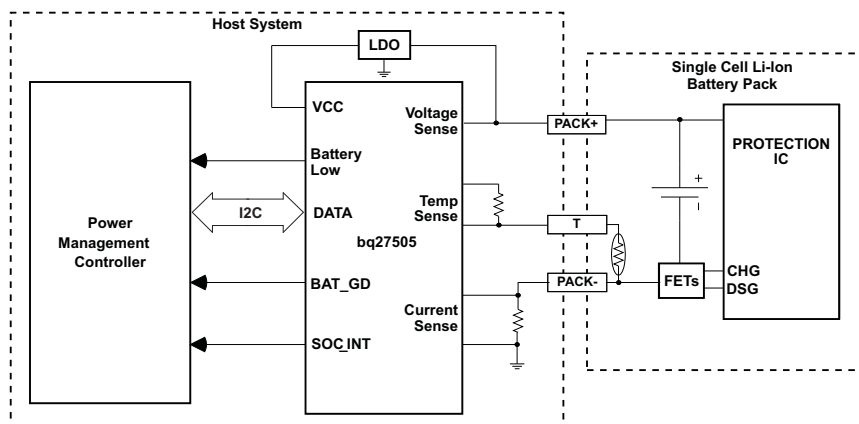 Host System
LDO
Single Cell Li-Ion
Battery Pack
VCC
Voltage
Sense
PACK+
PROTECTION
IC
Battery
Low
+
Temp
Sense
I2C
DATA
T
–
Power
Management
Controller
bq27505
BAT_GD
PACK-
FETs
CHG
DSG
Current
Sense
SOC_INT